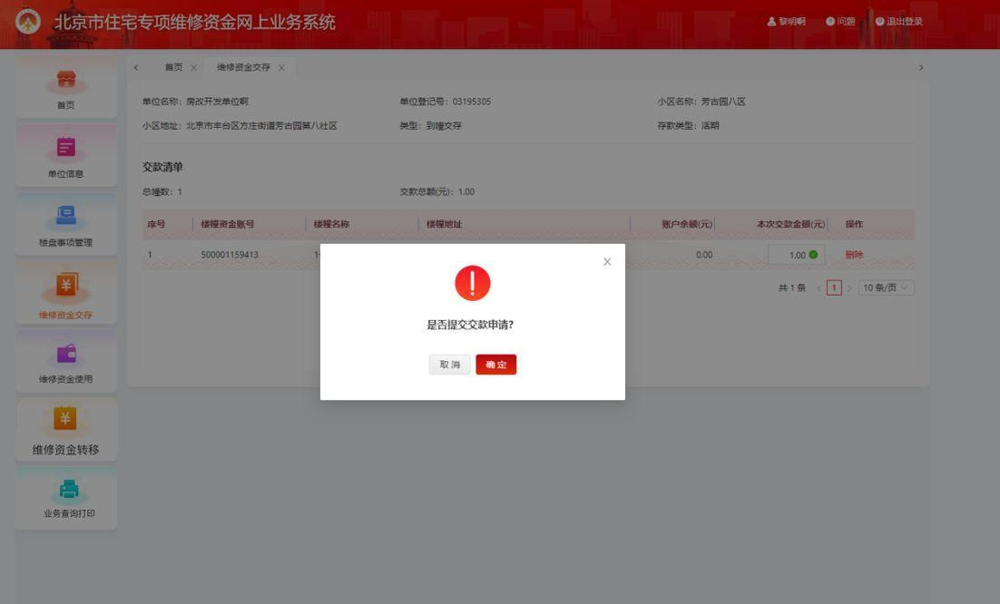 北京市住宅专项维修资金网上业务系统
黎明啊 问题 退出登录
首页 维修资金交存
首页
单位信息
楼盘事项管理
维修资金交存
维修资金使用
维修资金转移
业务查询打印
单位名称：房改开发单位啊 单位登记号：03195305 小区名称：芳古园八区
小区地址：北京市丰台区方庄街道芳古园第八社区 类型：到幢交存 存款类型：活期
交款清单
总幢数：1 交款总额(元)：1.00
序号 楼幢资金账号 楼幢名称 楼幢地址 账户余额(元) 本次交款金额(元) 操作
1 500001159413 1- 0.00 1.00 删除
共 1 条 1 10 条/页
是否提交交款申请?
取 消 确 定